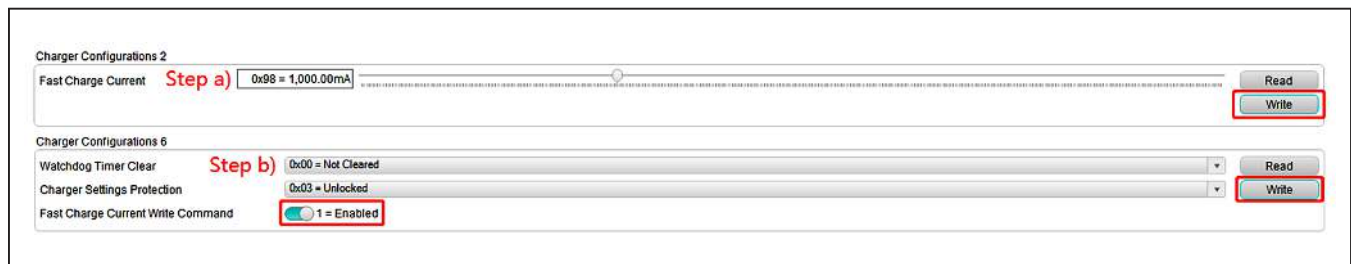 Charger Configurations 2
Fast Charge Current Step a) 0x98 = 1,000.00mA Read
Write
Charger Configurations 6
Watchdog Timer Clear Step b) 0x00 = Not Cleared Read
Charger Settings Protection 0x03 = Unlocked Write
Fast Charge Current Write Command 1 = Enabled